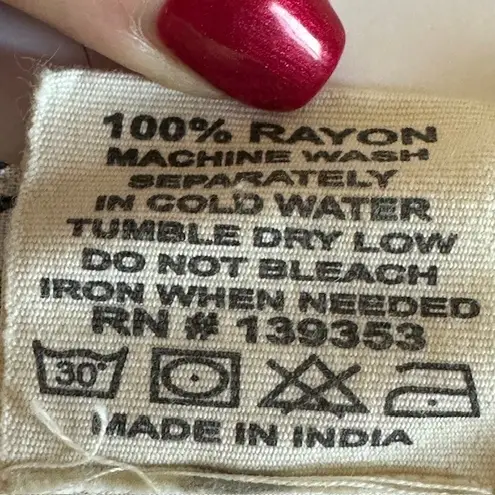 100% RAYON
MACHINE WASH
SEPARATELY
IN COLD WATER
TUMBLE DRY LOW
DO NOT BLEACH
IRON WHEN NEEDED
RN # 139353
30°
MADE IN INDIA